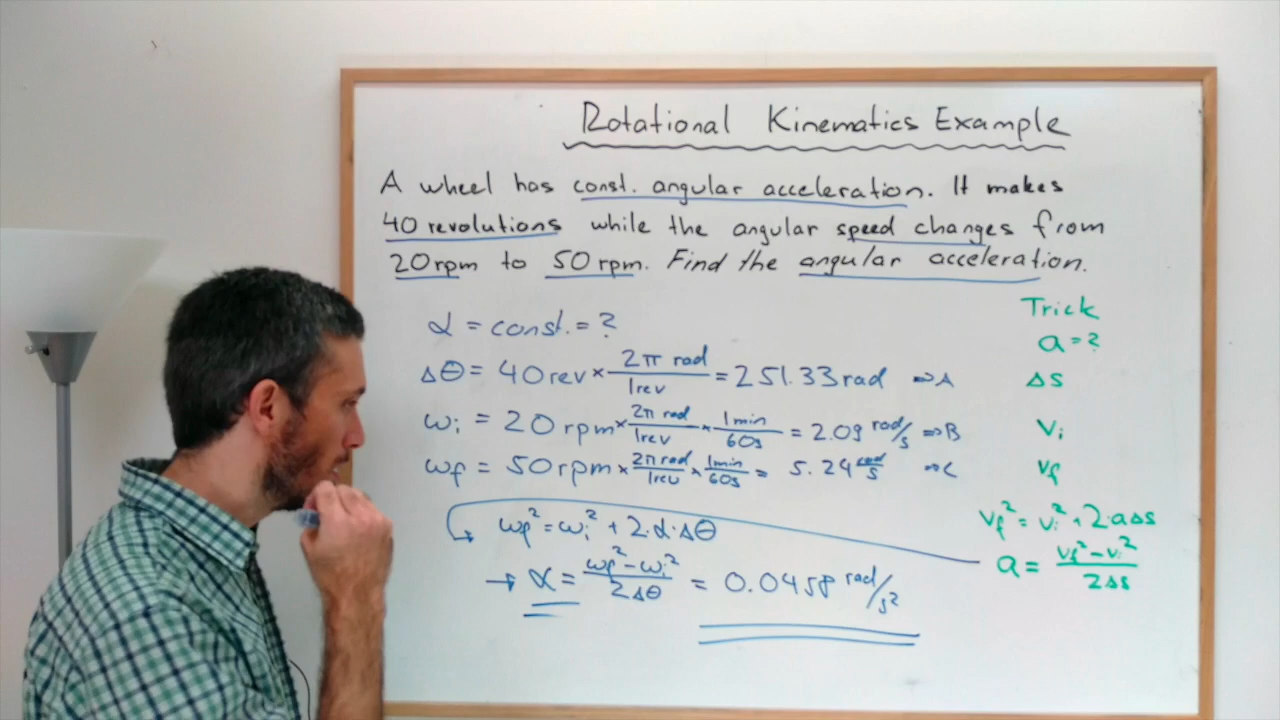 Rotational Kinematics Example
A wheel has const. angular acceleration. It makes
40 revolutions while the angular speed changes from
20 rpm to 50 rpm. Find the angular acceleration.
α = const. = ?
Δθ = 40 rev × 2π rad / 1 rev = 251.33 rad ⇒ A
ωi = 20 rpm × 2π rad / 1 rev × 1 min / 60s = 2.09 rad/s ⇒ B
ωf = 50 rpm × 2π rad / 1 rev × 1 min / 60s = 5.24 rad/s ⇒ C
ωf² = ωi² + 2·α·Δθ
→ α = ωf² - ωi² / 2Δθ = 0.0458 rad/s²
Trick
a = ?
Δs
vi
vf
vf² = vi² + 2·aΔs
a = vf² - vi² / 2Δs